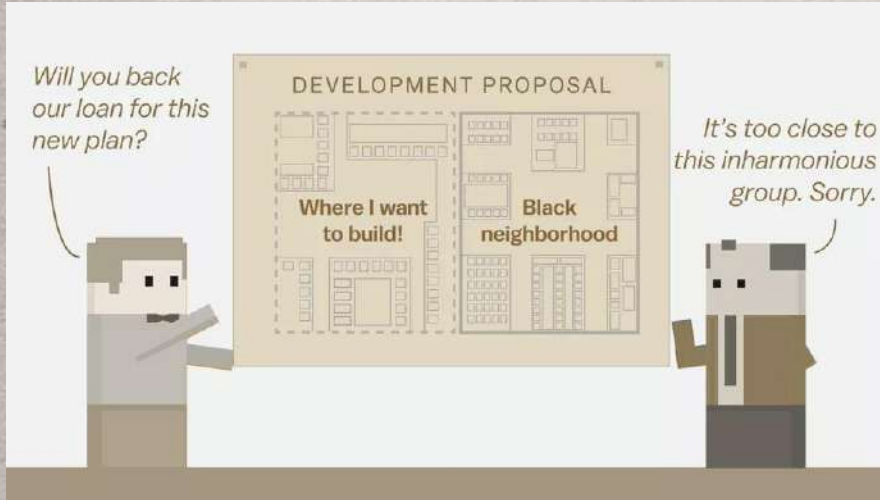 Will you back
our loan for this
new plan?
DEVELOPMENT PROPOSAL
Where I want
to build!
Black
neighborhood
It's too close to
this inharmonious
group. Sorry.